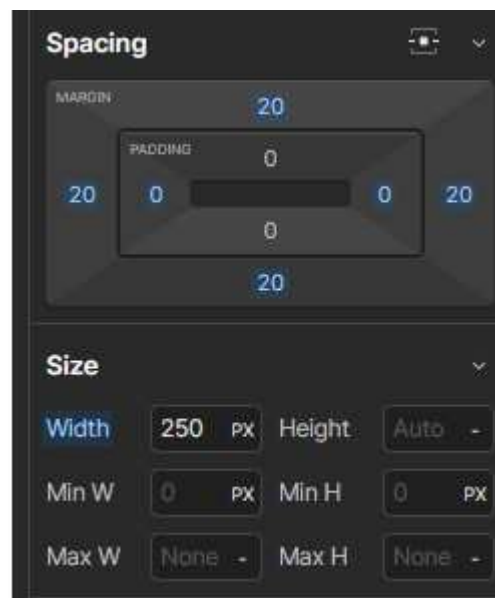 Spacing
MARGIN
20
PADDING
0
20 0 0 20
0
20
Size
Width 250 PX Height Auto -
Min W 0 PX Min H 0 PX
Max W None - Max H None -